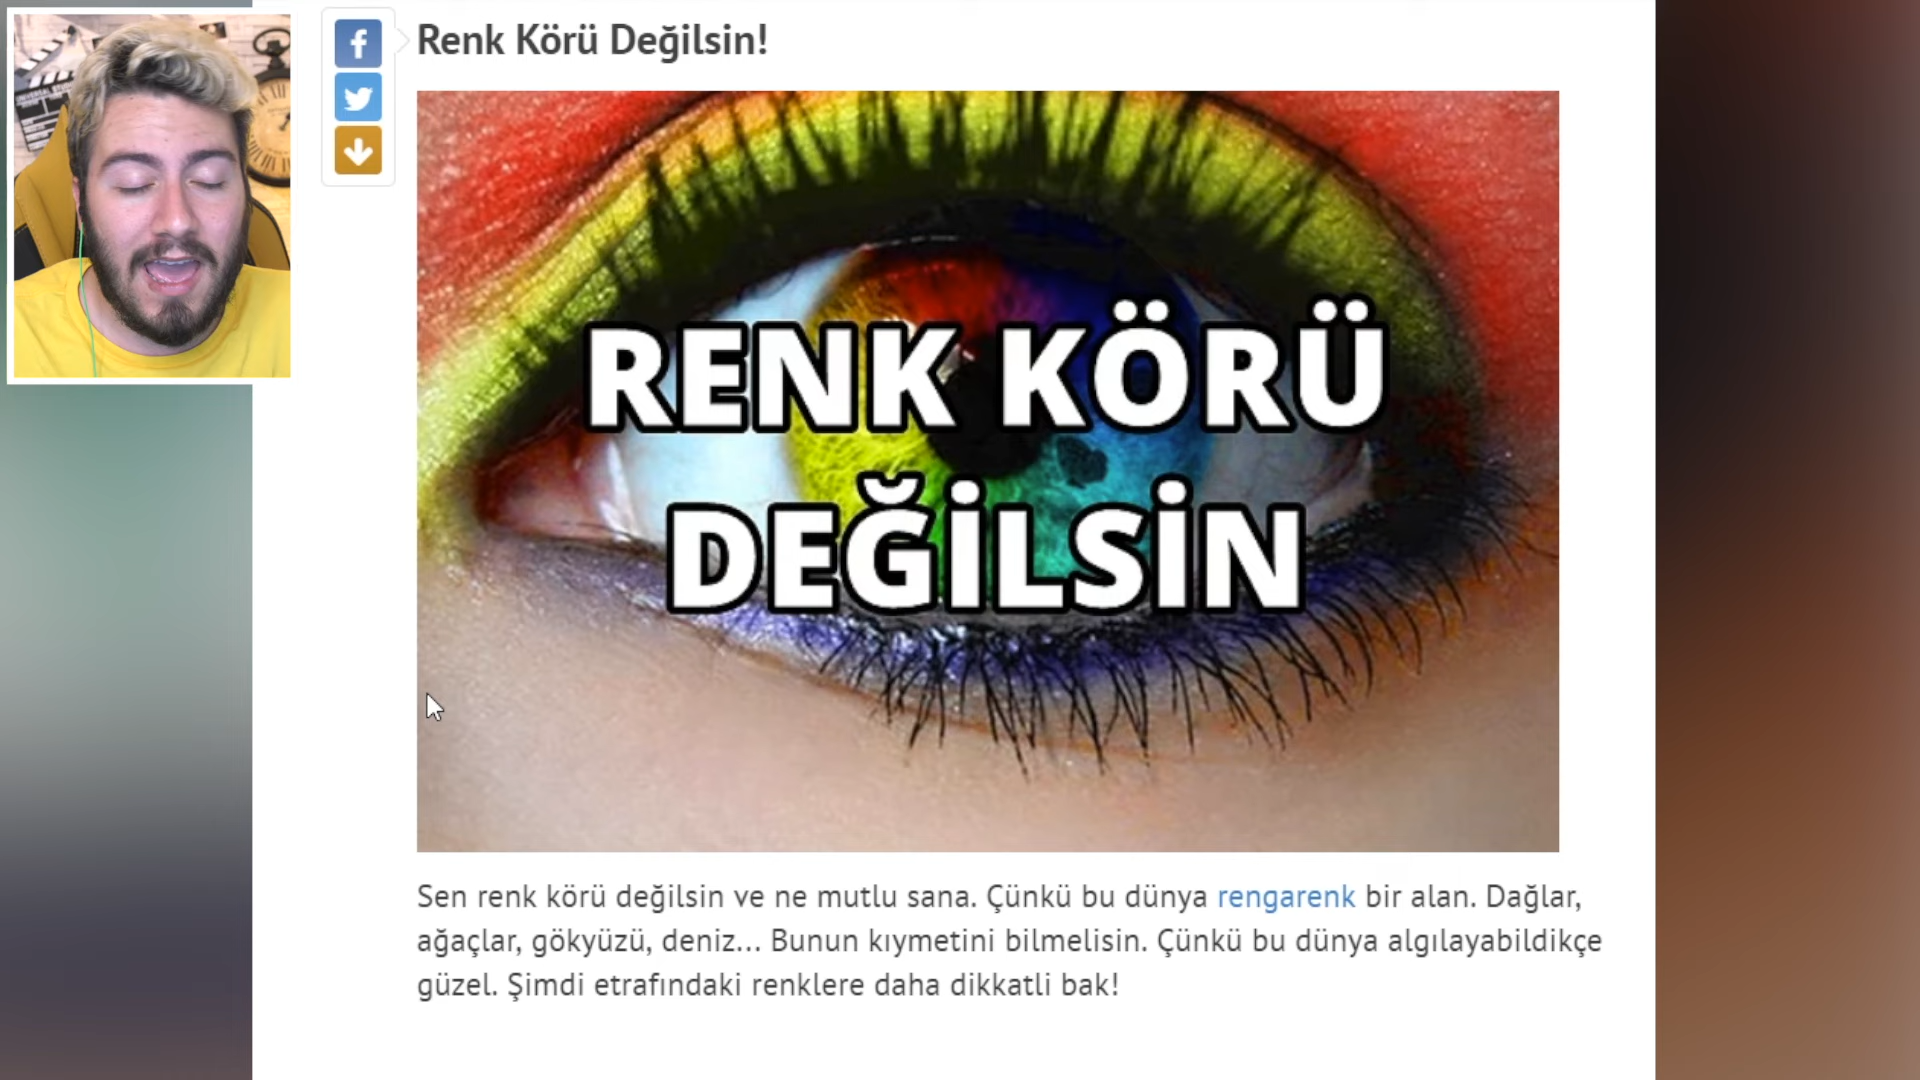 Renk Körü Değilsin!
RENK KÖRÜ
DEĞİLSİN
Sen renk körü değilsin ve ne mutlu sana. Çünkü bu dünya rengarenk bir alan. Dağlar,
ağaçlar, gökyüzü, deniz... Bunun kıymetini bilmelisin. Çünkü bu dünya algılayabildikçe
güzel. Şimdi etrafındaki renklere daha dikkatli bak!